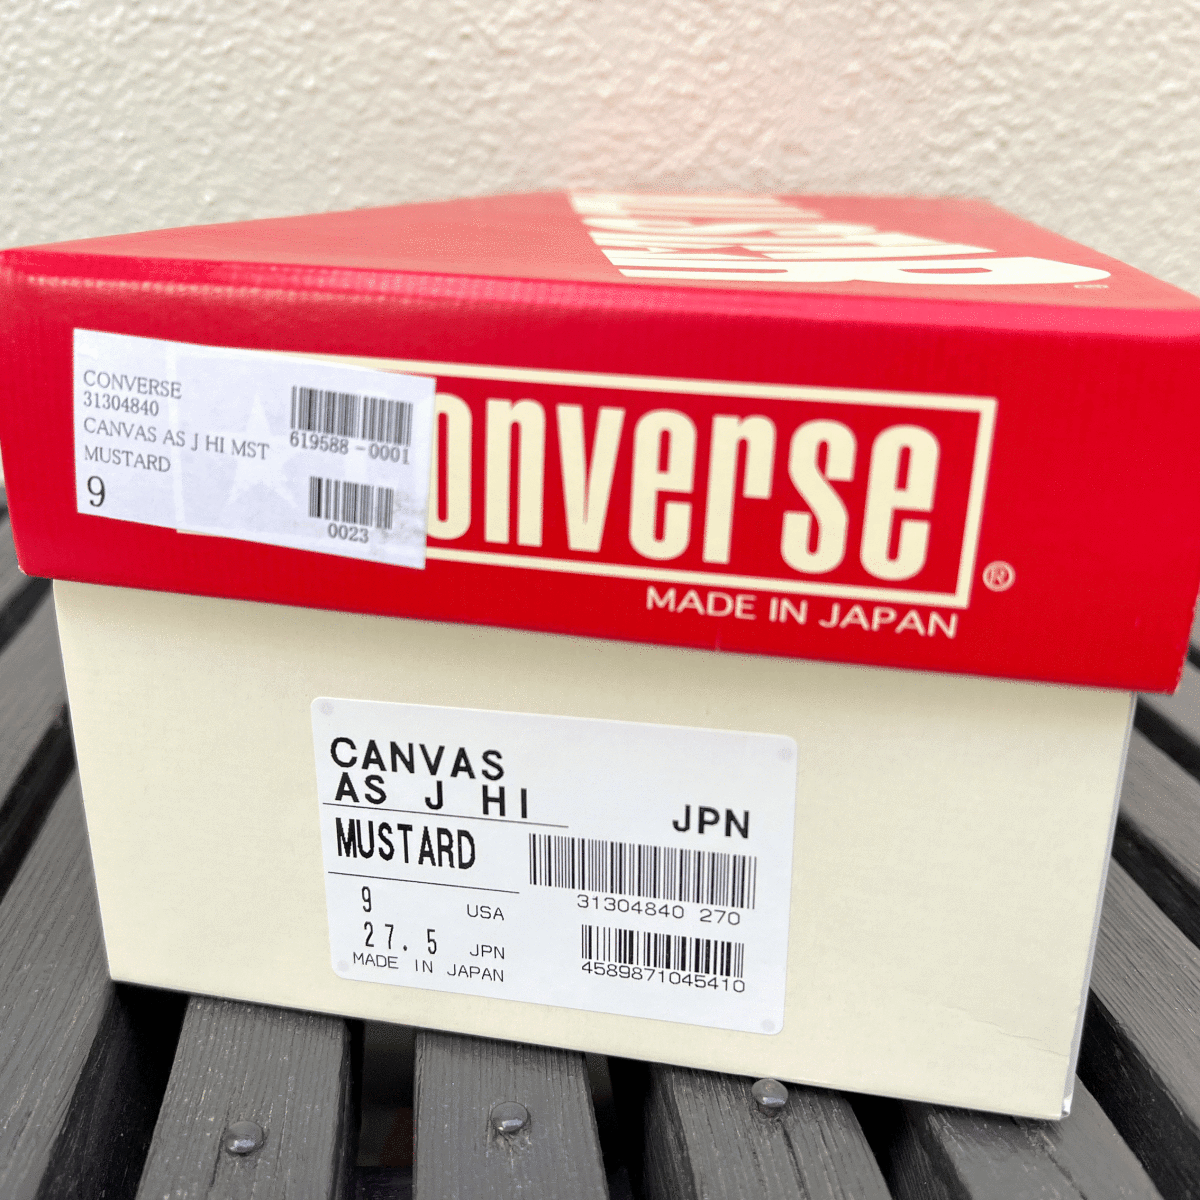 CONVERSE
31304840
CANVAS AS J HI MST
MUSTARD
9
619588-0001
0023
onverse
®
MADE IN JAPAN
CANVAS
AS J HI
MUSTARD
JPN
9 USA
27.5 JPN
MADE IN JAPAN
31304840 270
4589871045410